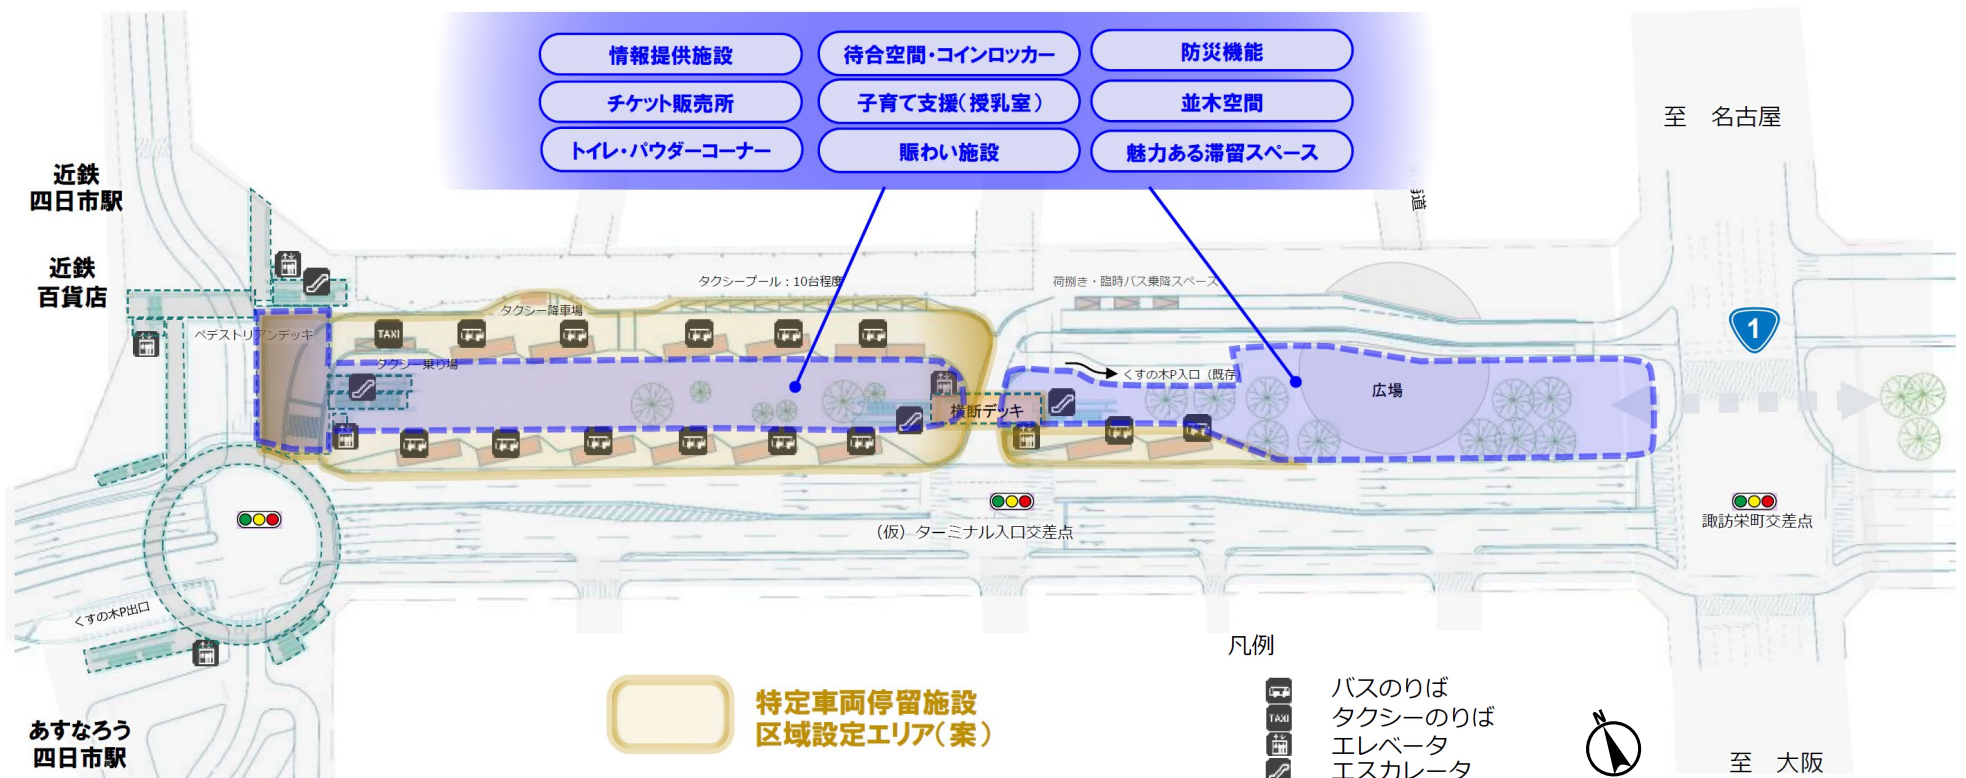 情報提供施設
待合空間・コインロッカー
防災機能
チケット販売所
子育て支援（授乳室）
並木空間
トイレ・パウダーコーナー
賑わい施設
魅力ある滞留スペース
至　名古屋
近鉄
四日市駅
道
近鉄
百貨店
タクシープール：10台程度
荷捌き・臨時バス乗降スペース
タクシー降車場
ペデストリアンデッキ
TAXI
タクシー乗り場
くすの木P入口（既存）
1
広場
横断デッキ
（仮）ターミナル入口交差点
諏訪栄町交差点
くすの木P出口
あすなろう
四日市駅
特定車両停留施設
区域設定エリア（案）
凡例
バスのりば
TAXI
タクシーのりば
エレベータ
エスカレータ
N
至　大阪